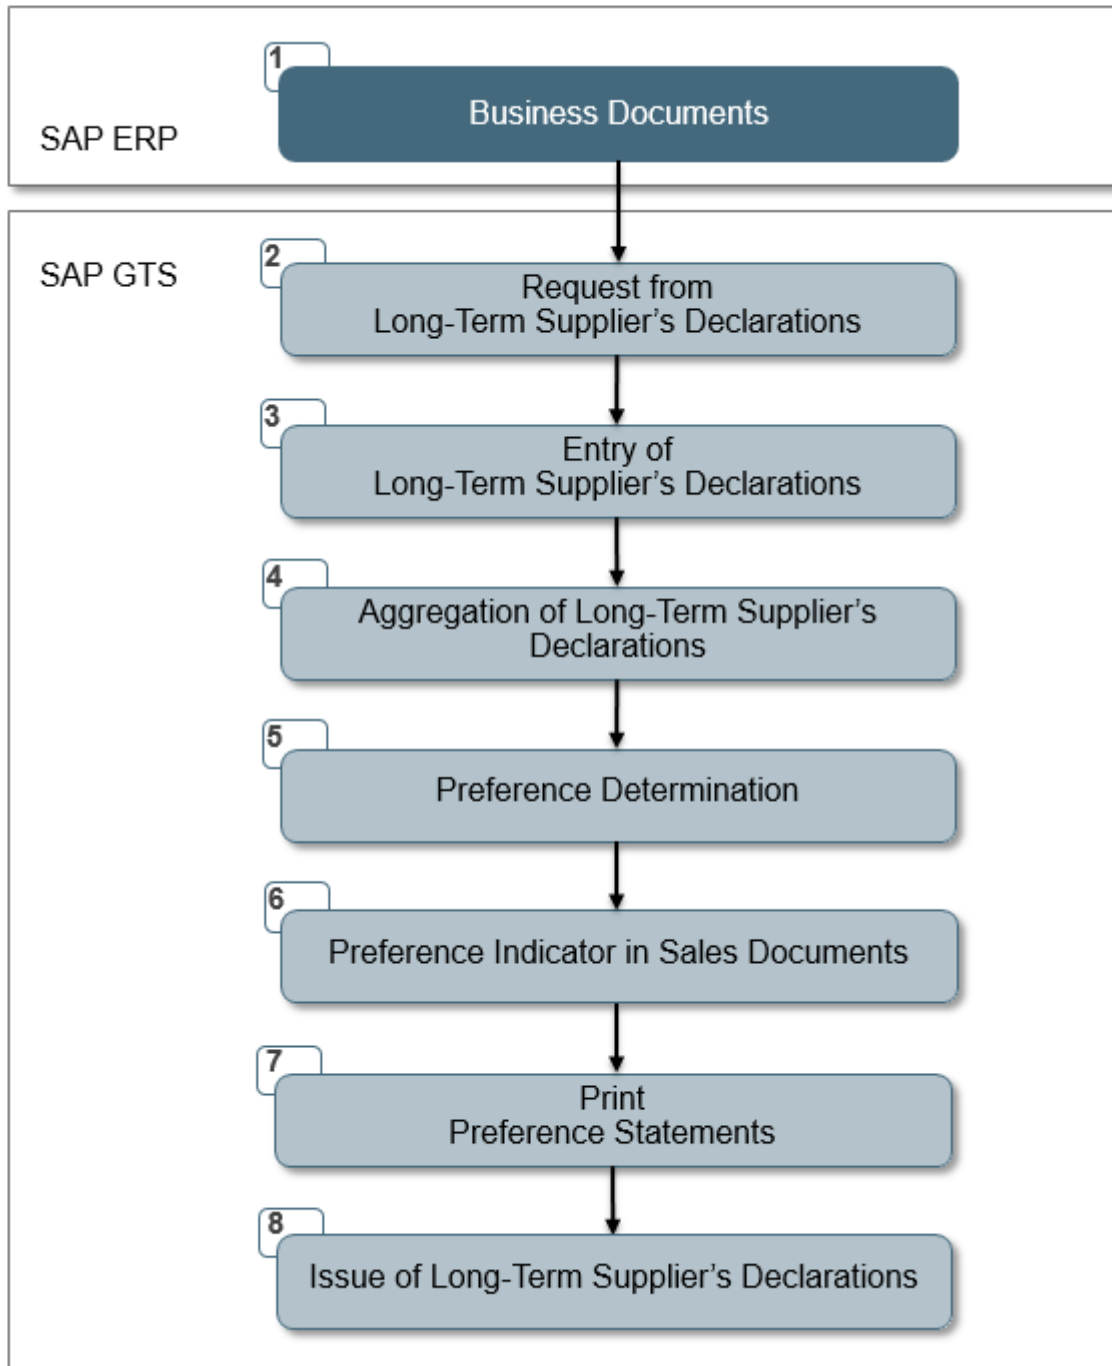 1
Business Documents
SAP ERP
SAP GTS
2
Request from
Long-Term Supplier’s Declarations
3
Entry of
Long-Term Supplier’s Declarations
4
Aggregation of Long-Term Supplier’s
Declarations
5
Preference Determination
6
Preference Indicator in Sales Documents
7
Print
Preference Statements
8
Issue of Long-Term Supplier’s Declarations